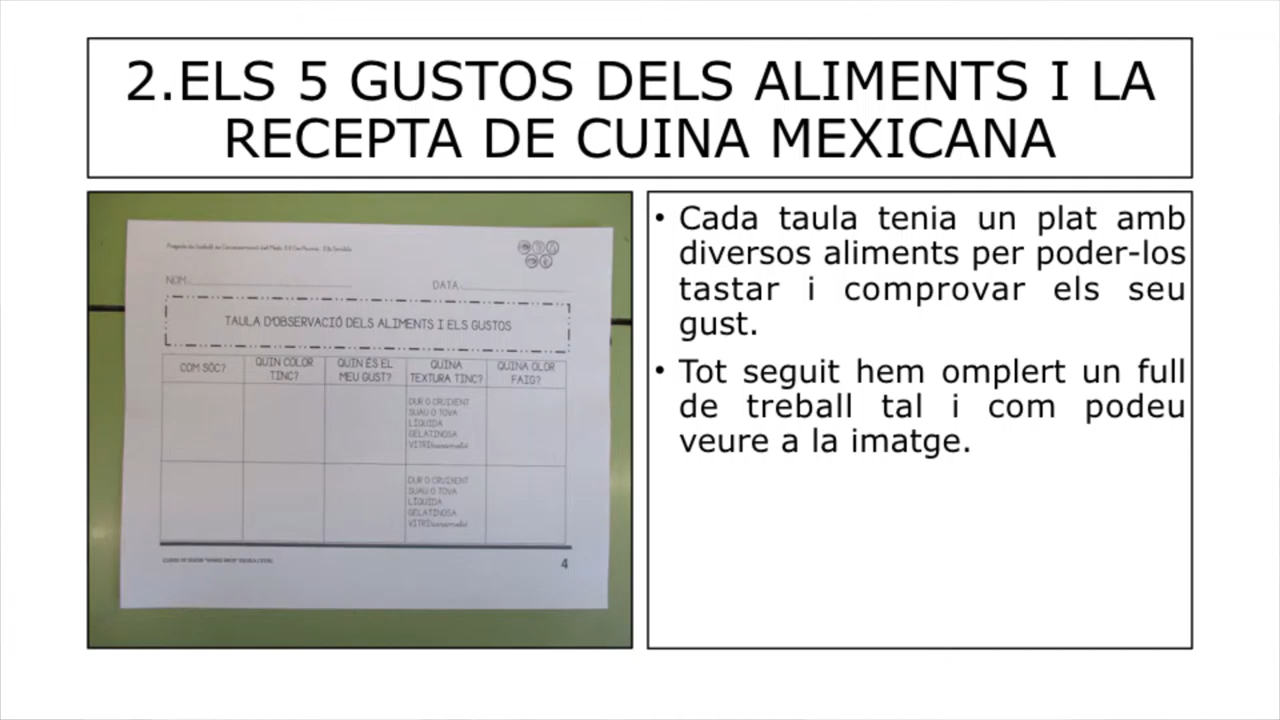 2.ELS 5 GUSTOS DELS ALIMENTS I LA
RECEPTA DE CUINA MEXICANA
NOM:
DATA:
TAULA D'OBSERVACIÓ DELS ALIMENTS I ELS GUSTOS
COM SÓC?
QUIN COLOR
TINC?
QUIN ÉS EL
MEU GUST?
QUINA
TEXTURA TINC?
QUINA OLOR
FAIG?
DUR O CRUIXENT
SUAU O TOVA
LÍQUIDA
GELATINOSA
VITRI(caramels)
DUR O CRUIXENT
SUAU O TOVA
LÍQUIDA
GELATINOSA
VITRI(caramels)
4
• Cada taula tenia un plat amb
diversos aliments per poder-los
tastar i comprovar els seu
gust.
• Tot seguit hem omplert un full
de treball tal i com podeu
veure a la imatge.